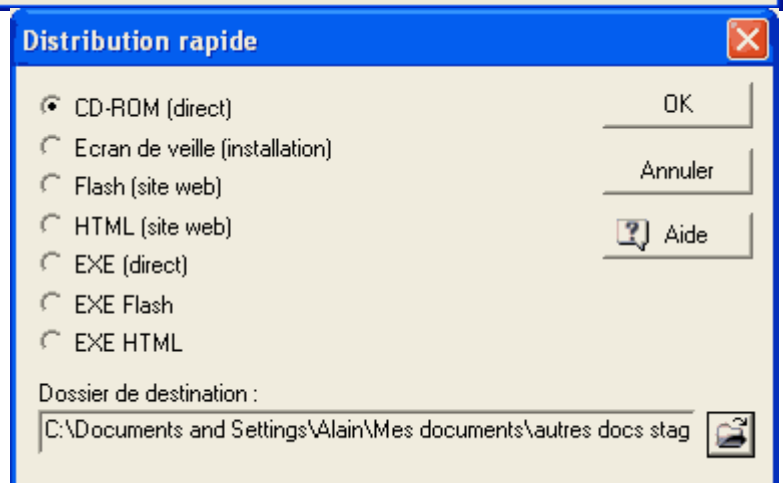 Distribution rapide
CD-ROM (direct)
Ecran de veille (installation)
Flash (site web)
HTML (site web)
EXE (direct)
EXE Flash
EXE HTML
OK
Annuler
Aide
Dossier de destination :
C:\Documents and Settings\Alain\Mes documents\autres docs stag